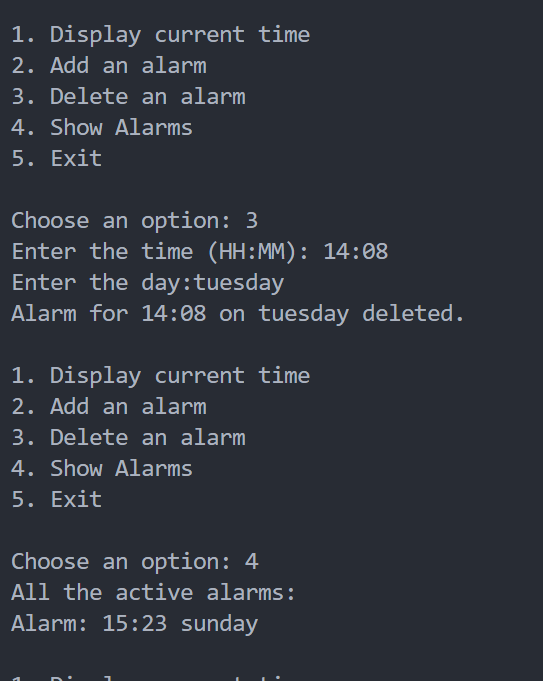 1. Display current time
2. Add an alarm
3. Delete an alarm
4. Show Alarms
5. Exit
Choose an option: 3
Enter the time (HH:MM): 14:08
Enter the day:tuesday
Alarm for 14:08 on tuesday deleted.
1. Display current time
2. Add an alarm
3. Delete an alarm
4. Show Alarms
5. Exit
Choose an option: 4
All the active alarms:
Alarm: 15:23 sunday